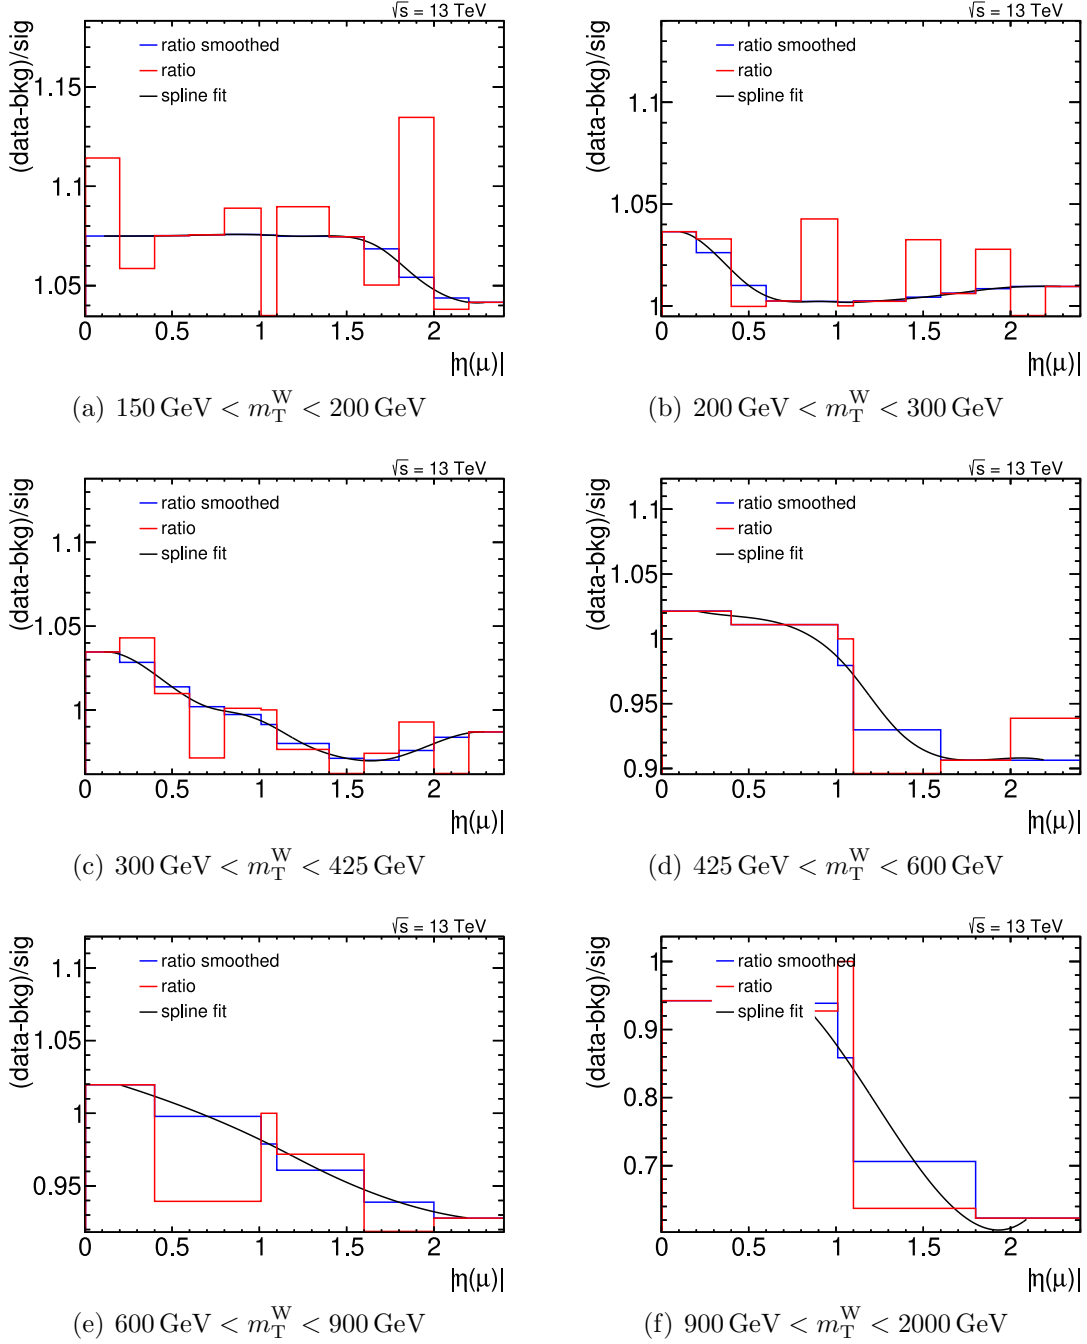 √s = 13 TeV
(data-bkg)/sig
ratio smoothed
ratio
spline fit
1.15
1.1
1.05
0 0.5 1 1.5 2
|η(μ)|
(a) 150 GeV < m_T^W < 200 GeV
√s = 13 TeV
(data-bkg)/sig
ratio smoothed
ratio
spline fit
1.1
1.05
1
0 0.5 1 1.5 2
|η(μ)|
(b) 200 GeV < m_T^W < 300 GeV
√s = 13 TeV
(data-bkg)/sig
ratio smoothed
ratio
spline fit
1.1
1.05
1
0 0.5 1 1.5 2
|η(μ)|
(c) 300 GeV < m_T^W < 425 GeV
√s = 13 TeV
(data-bkg)/sig
ratio smoothed
ratio
spline fit
1.1
1.05
1
0.95
0.9
0 0.5 1 1.5 2
|η(μ)|
(d) 425 GeV < m_T^W < 600 GeV
√s = 13 TeV
(data-bkg)/sig
ratio smoothed
ratio
spline fit
1.1
1.05
1
0.95
0 0.5 1 1.5 2
|η(μ)|
(e) 600 GeV < m_T^W < 900 GeV
√s = 13 TeV
(data-bkg)/sig
ratio smoothed
ratio
spline fit
1
0.9
0.8
0.7
0 0.5 1 1.5 2
|η(μ)|
(f) 900 GeV < m_T^W < 2000 GeV